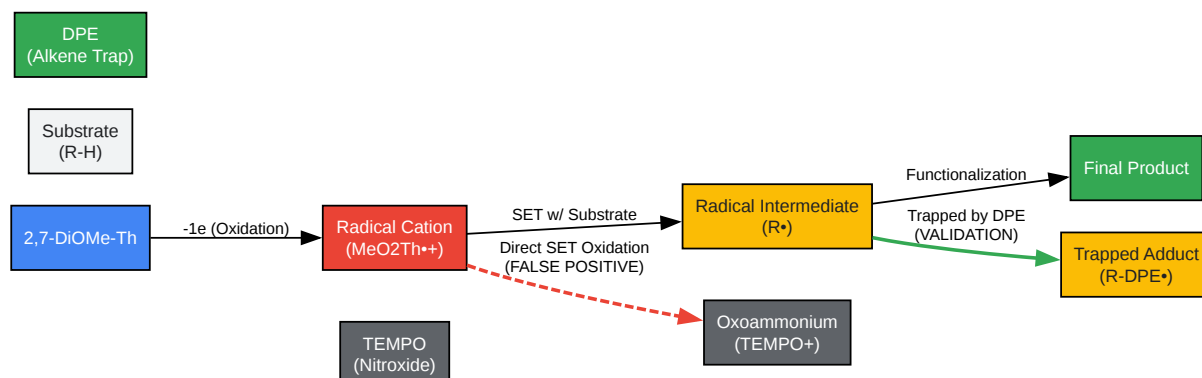 DPE
(Alkene Trap)
Substrate
(R-H)
2,7-DiOMe-Th
-1e (Oxidation)
Radical Cation
(MeO2Th•+)
SET w/ Substrate
Direct SET Oxidation
(FALSE POSITIVE)
TEMPO
(Nitroxide)
Radical Intermediate
(R•)
Oxoammonium
(TEMPO+)
Functionalization
Trapped by DPE
(VALIDATION)
Final Product
Trapped Adduct
(R-DPE•)